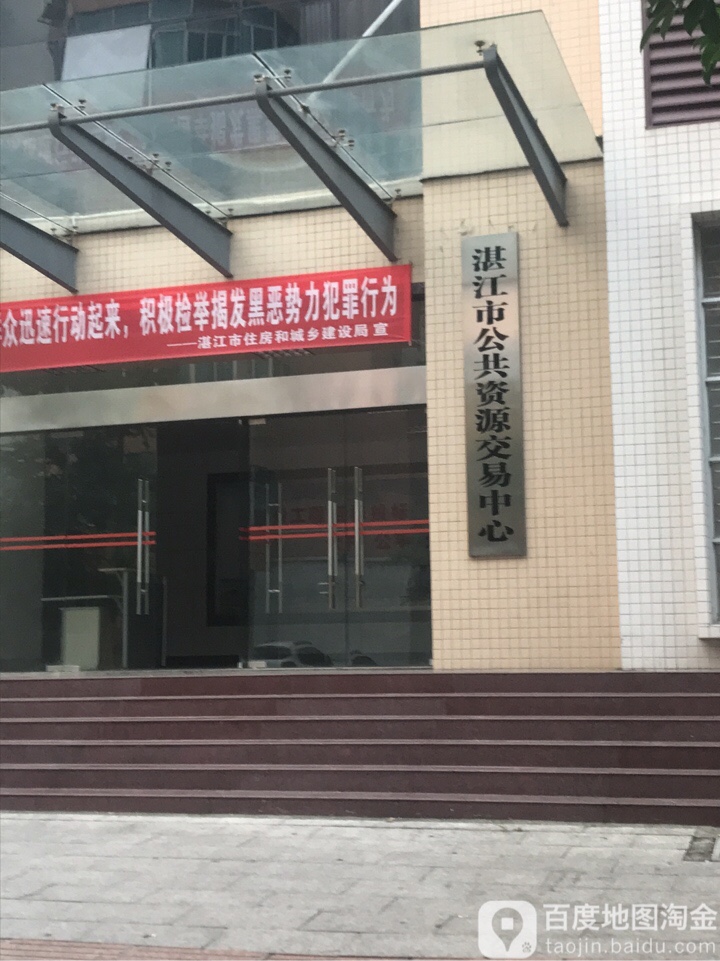 众迅速行动起来，积极检举揭发黑恶势力犯罪行为
——湛江市住房和城乡建设局 宣
湛江市公共资源交易中心
百度地图淘金
taojin.baidu.com